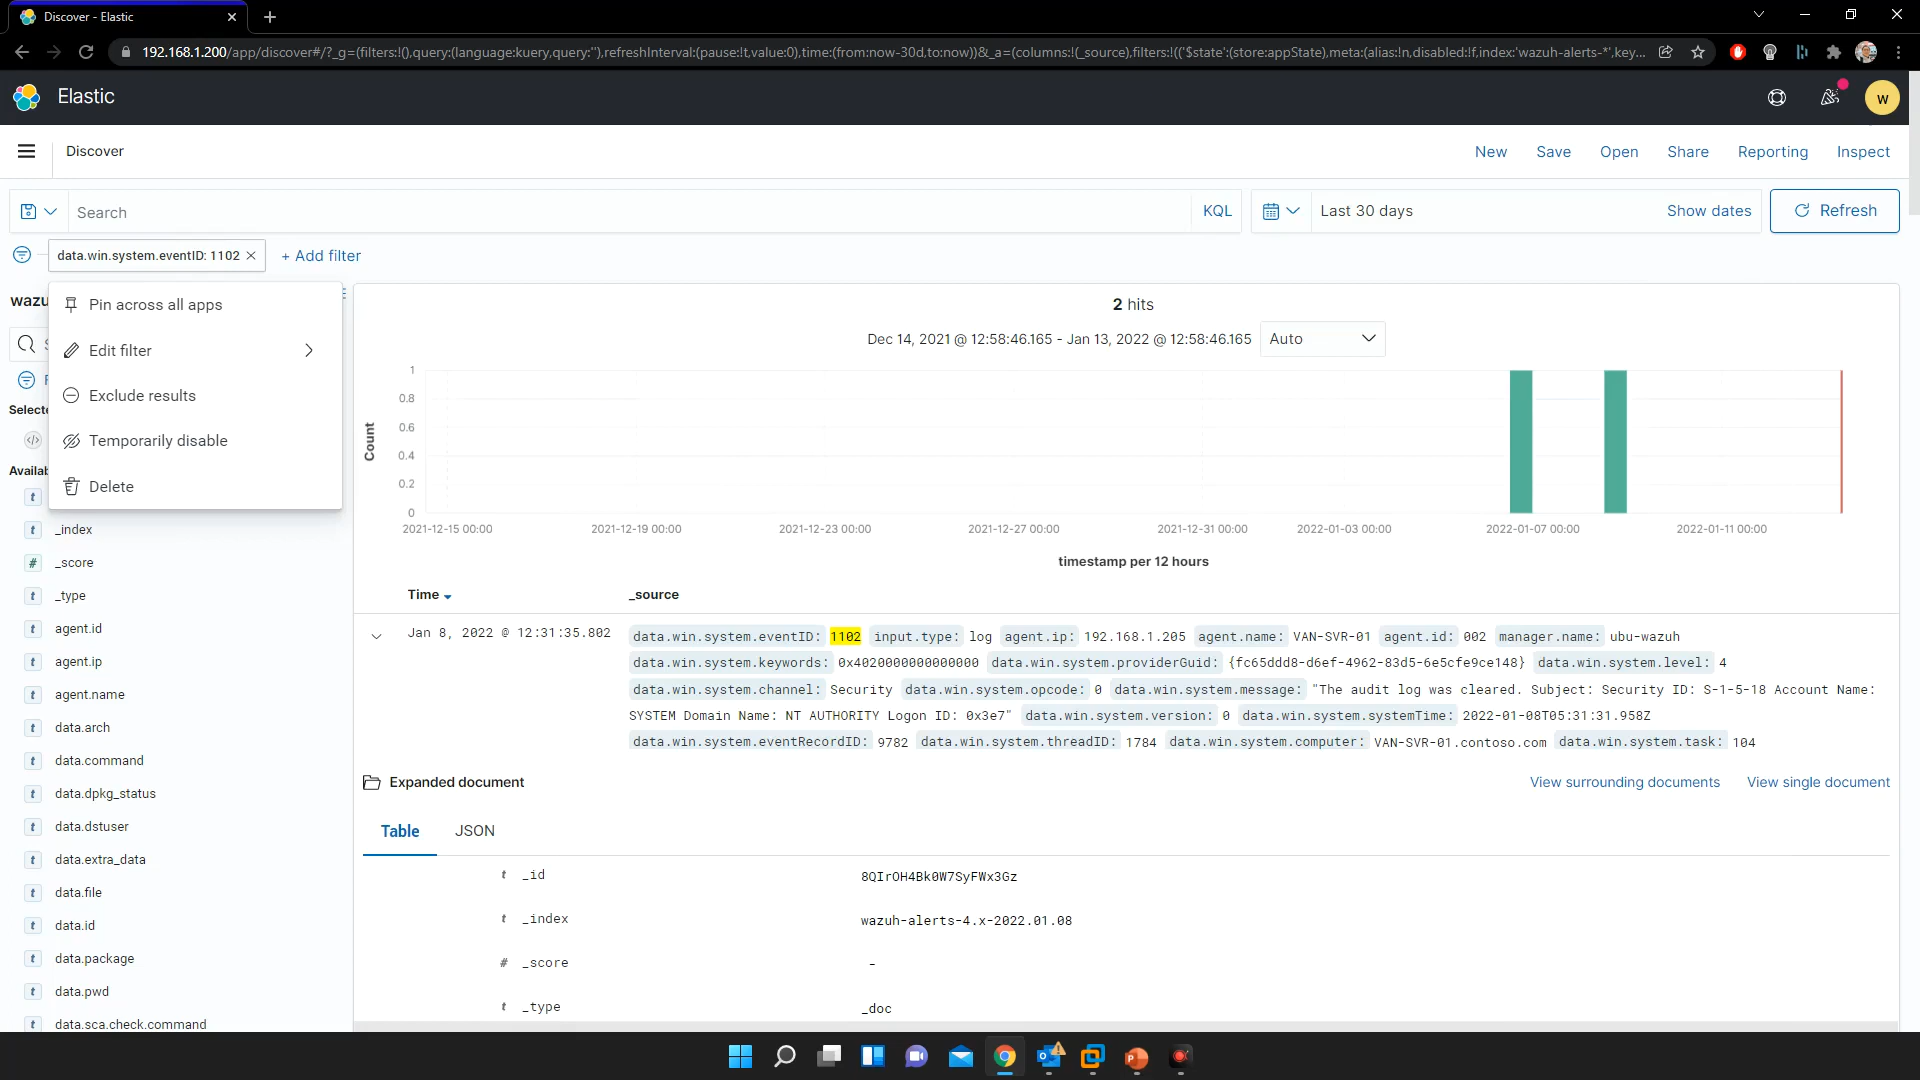 Discover - Elastic
192.168.1.200/app/discover#/?_g=(filters:!(),query:(language:kuery,query:''),refreshInterval:(pause:!t,value:0),time:(from:now-30d,to:now))&_a=(columns:!(_source),filters:!(('$state':(store:appState),meta:(alias:!n,disabled:!f,index:'wazuh-alerts-*',key...
Elastic
w
Discover
New Save Open Share Reporting Inspect
Search KQL Last 30 days Show dates Refresh
data.win.system.eventID: 1102 + Add filter
wazu
Pin across all apps
Edit filter
Exclude results
Temporarily disable
Delete
S
F
Selecte
Availab
t
t _index
# _score
t _type
t agent.id
t agent.ip
t agent.name
t data.arch
t data.command
t data.dpkg_status
t data.dstuser
t data.extra_data
t data.file
t data.id
t data.package
t data.pwd
t data.sca.check.command
2 hits
Dec 14, 2021 @ 12:58:46.165 - Jan 13, 2022 @ 12:58:46.165 Auto
Count
1
0.8
0.6
0.4
0.2
0
2021-12-15 00:00 2021-12-19 00:00 2021-12-23 00:00 2021-12-27 00:00 2021-12-31 00:00 2022-01-03 00:00 2022-01-07 00:00 2022-01-11 00:00
timestamp per 12 hours
Time _source
Jan 8, 2022 @ 12:31:35.802 data.win.system.eventID: 1102 input.type: log agent.ip: 192.168.1.205 agent.name: VAN-SVR-01 agent.id: 002 manager.name: ubu-wazuh
data.win.system.keywords: 0x4020000000000000 data.win.system.providerGuid: {fc65ddd8-d6ef-4962-83d5-6e5cfe9ce148} data.win.system.level: 4
data.win.system.channel: Security data.win.system.opcode: 0 data.win.system.message: "The audit log was cleared. Subject: Security ID: S-1-5-18 Account Name:
SYSTEM Domain Name: NT AUTHORITY Logon ID: 0x3e7" data.win.system.version: 0 data.win.system.systemTime: 2022-01-08T05:31:31.958Z
data.win.system.eventRecordID: 9782 data.win.system.threadID: 1784 data.win.system.computer: VAN-SVR-01.contoso.com data.win.system.task: 104
Expanded document View surrounding documents View single document
Table JSON
t _id 8QIrOH4Bk0W7SyFWx3Gz
t _index wazuh-alerts-4.x-2022.01.08
# _score -
t _type _doc